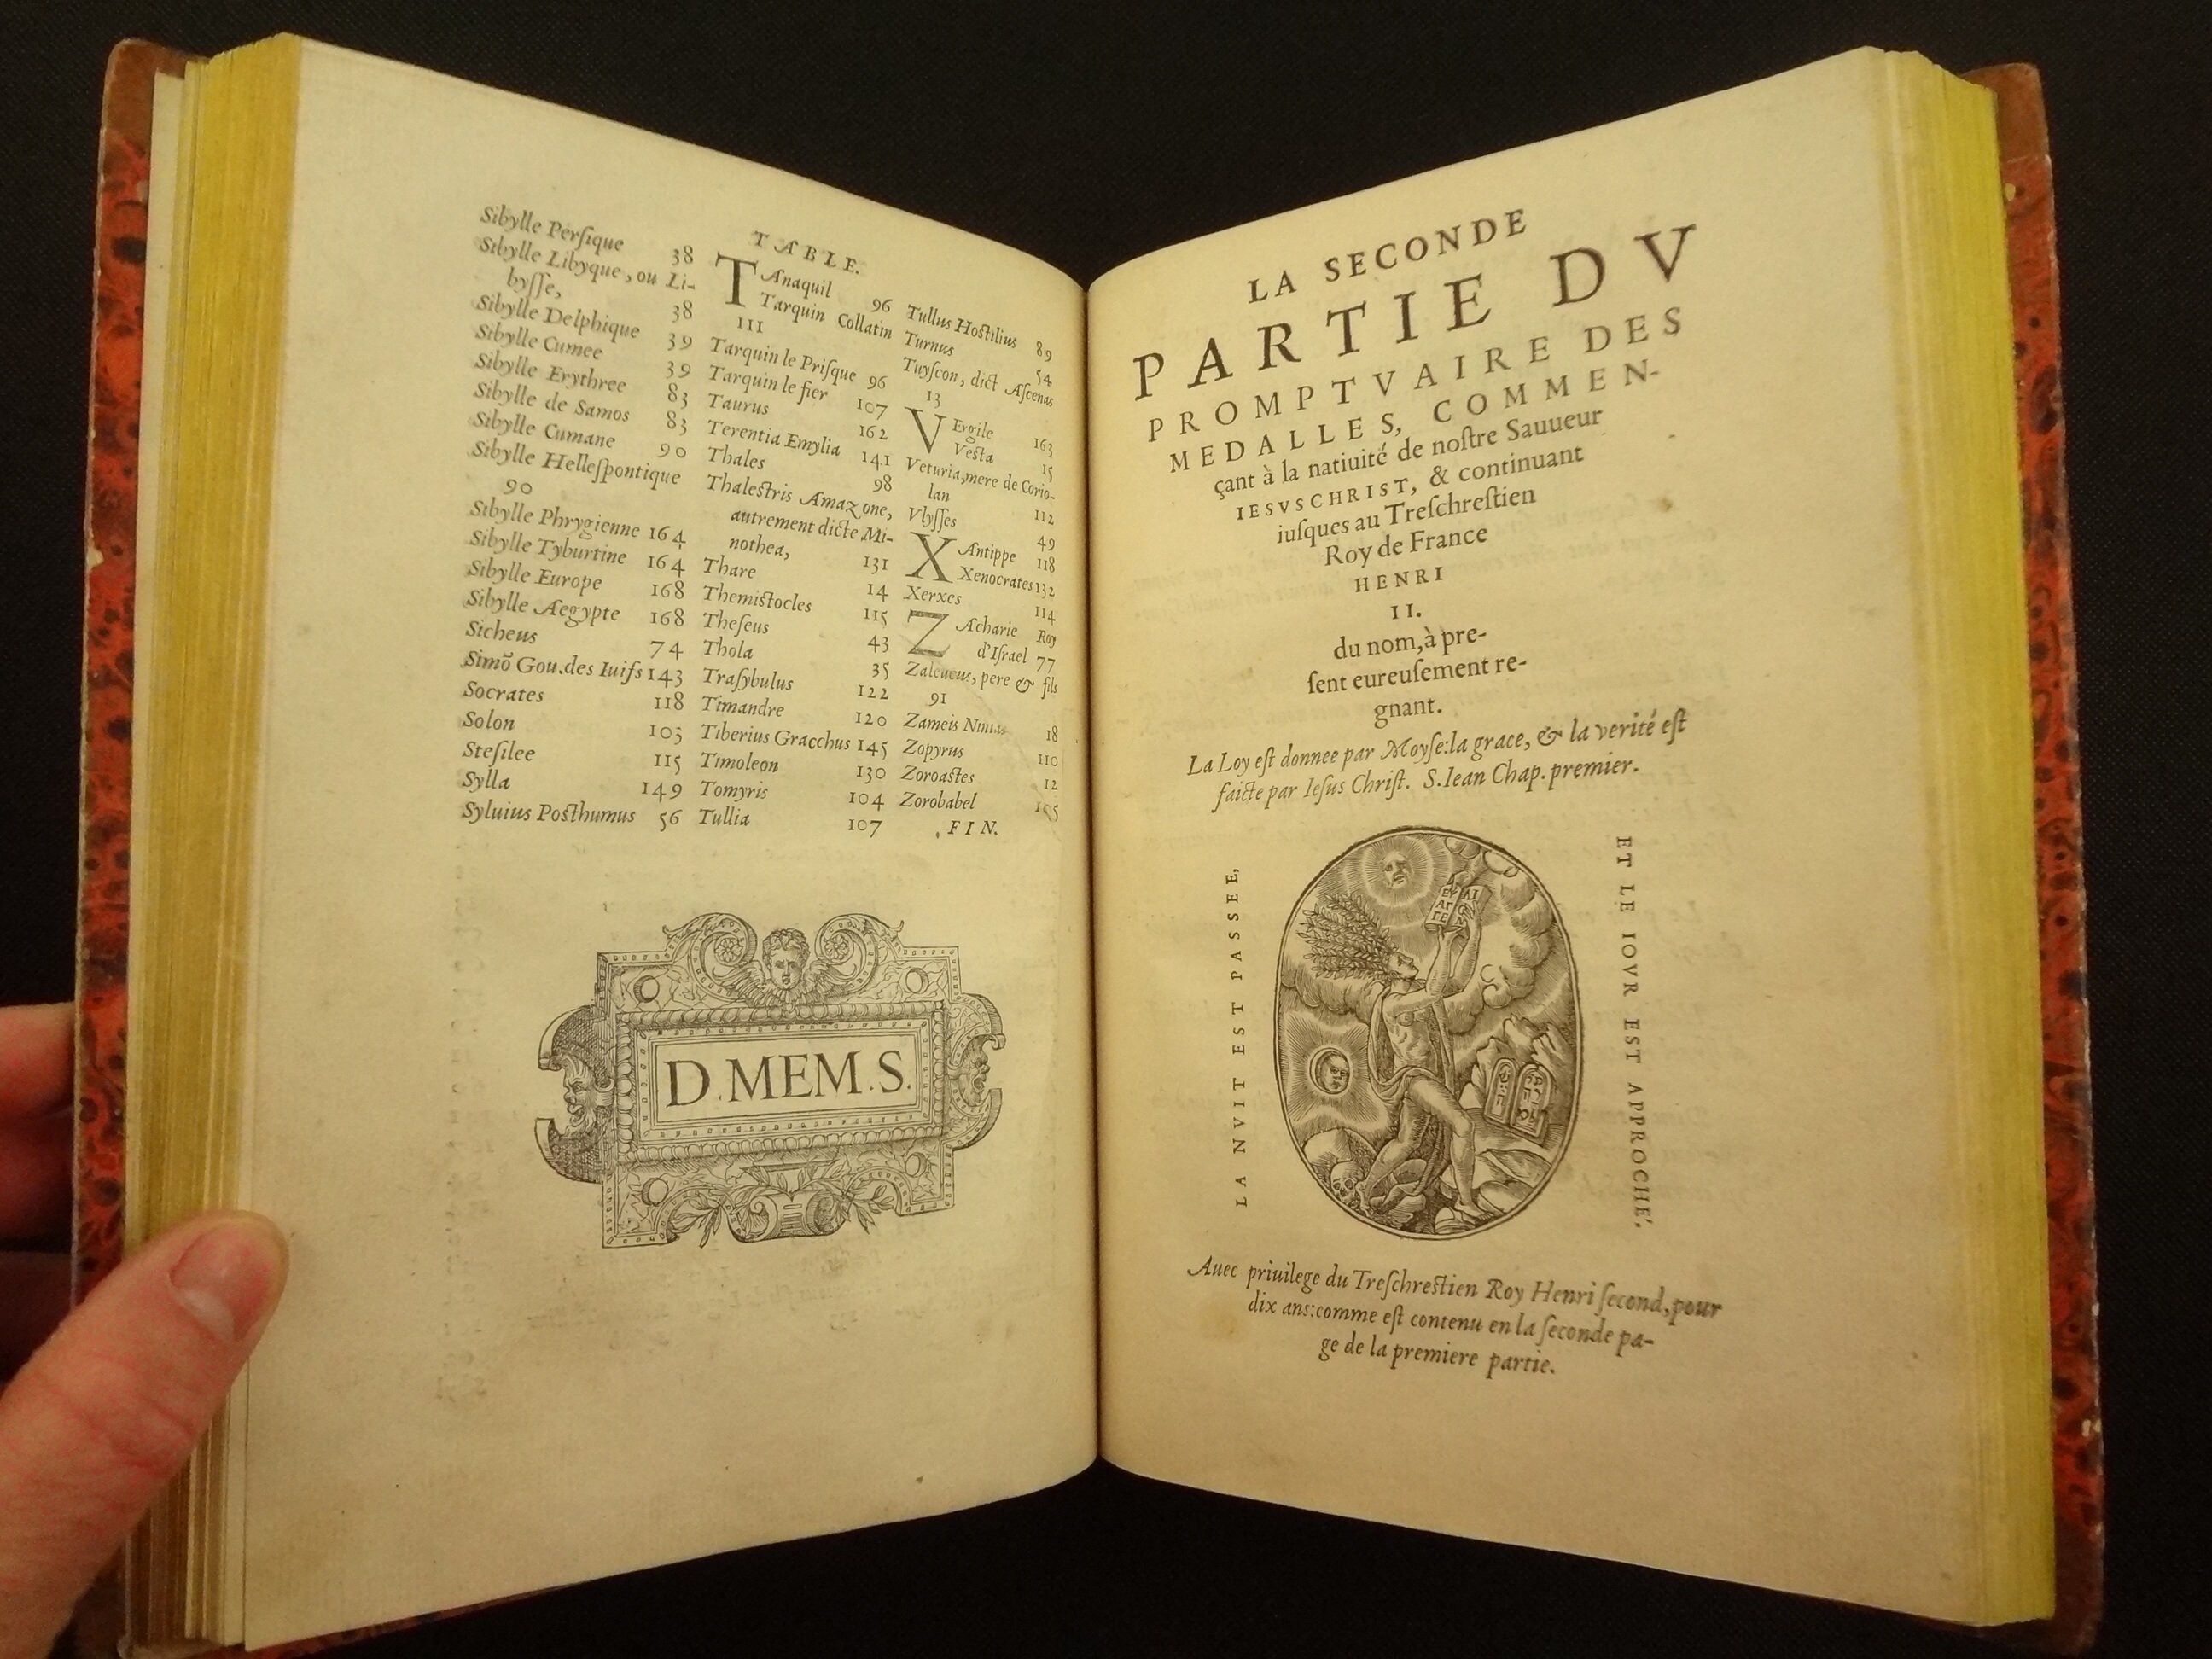 TABLE.
Sibylle Perſique 38
Sibylle Libyque, ou Li-
byſſe, 38
Sibylle Delphique 39
Sibylle Cumee 39
Sibylle Erythree 83
Sibylle de Samos 83
Sibylle Cumane 90
Sibylle Helleſpontique
90
Sibylle Phrygienne 164
Sibylle Tyburtine 164
Sibylle Europe 168
Sibylle Aegypte 168
Sicheus 74
Simõ Gou.des Iuifs 143
Socrates 118
Solon 103
Steſilee 115
Sylla 149
Syluius Poſthumus 56
TAnaquil 96
Tarquin Collatin
111
Tarquin le Priſque 96
Tarquin le fier 107
Taurus 162
Terentia Emylia 141
Thales 98
Thaleſtris Amazone,
autrement dicte Mi-
nothea, 131
Thare 14
Themiſtocles 115
Theſeus 43
Thola 35
Traſybulus 122
Timandre 120
Tiberius Gracchus 145
Timoleon 130
Tomyris 104
Tullia 107
Tullus Hoſtilius 89
Turnus 54
Tuyſcon, dict Aſcenas
13
VErgile 163
Veſta 15
Veturia,mere de Corio-
lan 112
Vlyſſes 49
XAntippe 118
Xenocrates 132
Xerxes 114
ZAcharie Roy
d'Iſrael 77
Zaleucus, pere & fils
91
Zameis Ninias 18
Zopyrus 110
Zoroaſtes 12
Zorobabel 105
FIN.
D.MEM.S.
LA SECONDE
PARTIE DV
PROMPTVAIRE DES
MEDALLES, COMMEN-
çant à la natiuité de noſtre Sauueur
IESVSCHRIST, & continuant
iuſques au Treſchreſtien
Roy de France
HENRI
II.
du nom,à pre-
ſent eureuſement re-
gnant.
La Loy eſt donnee par Moyſe:la grace, & la verité eſt
faicte par Ieſus Chriſt. S.Iean Chap. premier.
LA NVIT EST PASSEE,
ET LE IOVR EST APPROCHÉ.
Auec priuilege du Treſchreſtien Roy Henri ſecond,pour
dix ans:comme eſt contenu en la ſeconde pa-
ge de la premiere partie.